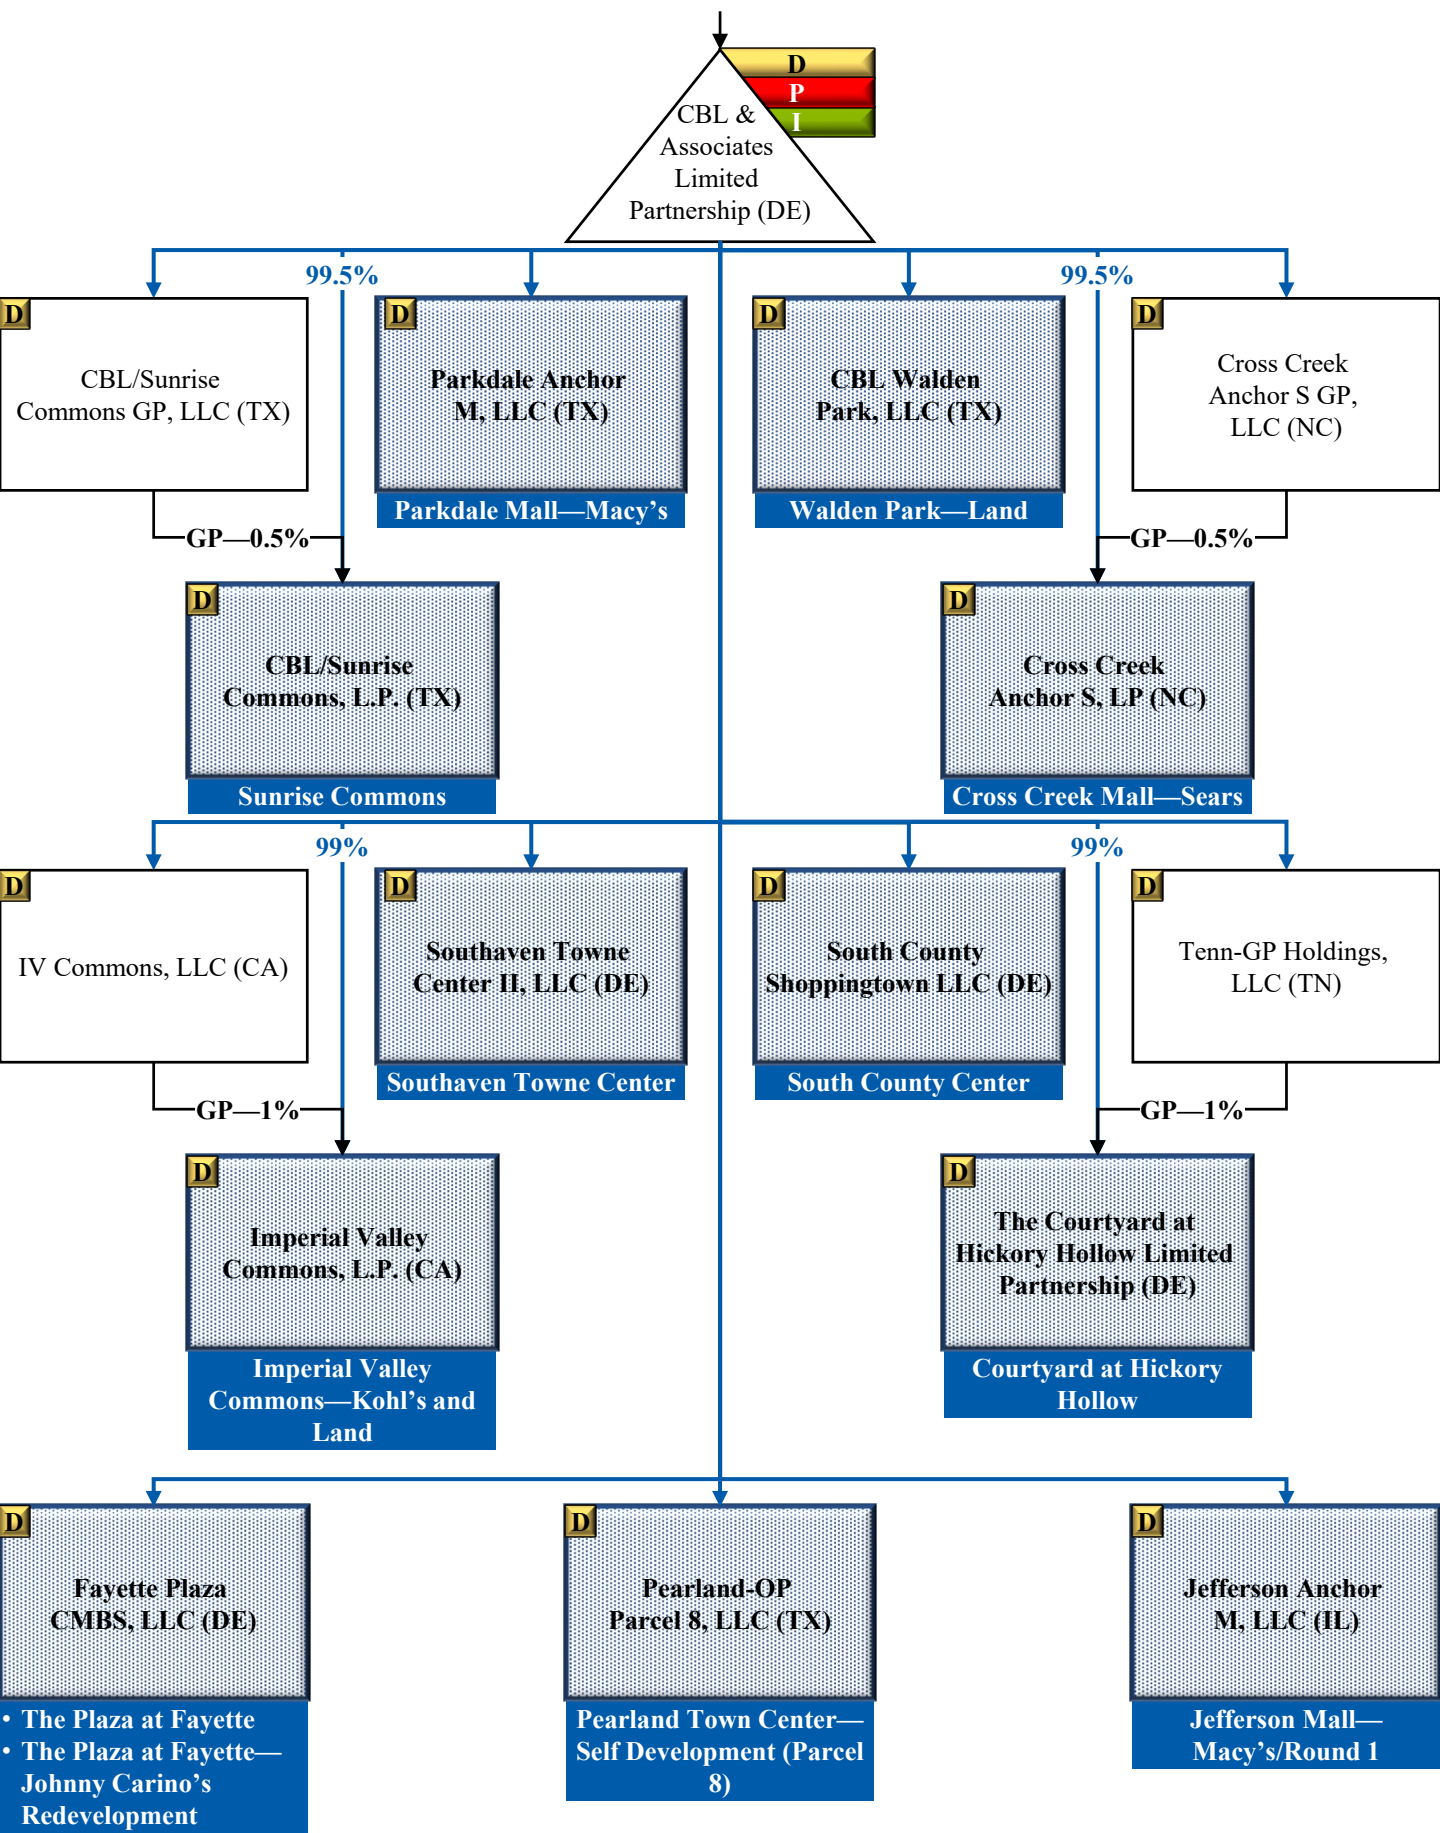 D
P
I
CBL &
Associates
Limited
Partnership (DE)
99.5%
99.5%
D
CBL/Sunrise
Commons GP, LLC (TX)
D
Parkdale Anchor
M, LLC (TX)
Parkdale Mall—Macy’s
D
CBL Walden
Park, LLC (TX)
Walden Park—Land
D
Cross Creek
Anchor S GP,
LLC (NC)
GP—0.5%
GP—0.5%
D
CBL/Sunrise
Commons, L.P. (TX)
Sunrise Commons
D
Cross Creek
Anchor S, LP (NC)
Cross Creek Mall—Sears
99%
99%
D
IV Commons, LLC (CA)
D
Southaven Towne
Center II, LLC (DE)
Southaven Towne Center
D
South County
Shoppingtown LLC (DE)
South County Center
D
Tenn-GP Holdings,
LLC (TN)
GP—1%
GP—1%
D
Imperial Valley
Commons, L.P. (CA)
Imperial Valley
Commons—Kohl’s and
Land
D
The Courtyard at
Hickory Hollow Limited
Partnership (DE)
Courtyard at Hickory
Hollow
D
Fayette Plaza
CMBS, LLC (DE)
• The Plaza at Fayette
• The Plaza at Fayette—
Johnny Carino’s
Redevelopment
D
Pearland-OP
Parcel 8, LLC (TX)
Pearland Town Center—
Self Development (Parcel
8)
D
Jefferson Anchor
M, LLC (IL)
Jefferson Mall—
Macy’s/Round 1